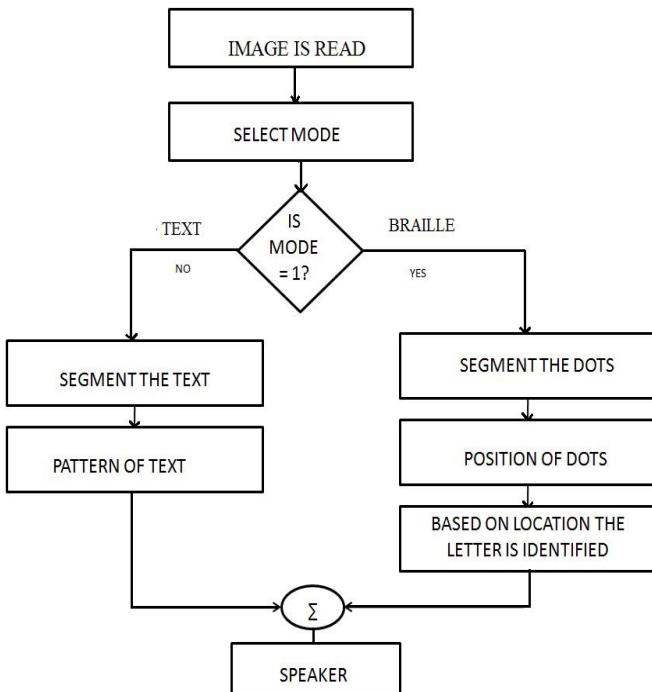 IMAGE IS READ
SELECT MODE
IS
MODE
= 1?
TEXT
NO
BRAILLE
YES
SEGMENT THE TEXT
PATTERN OF TEXT
SEGMENT THE DOTS
POSITION OF DOTS
BASED ON LOCATION THE
LETTER IS IDENTIFIED
Σ
SPEAKER